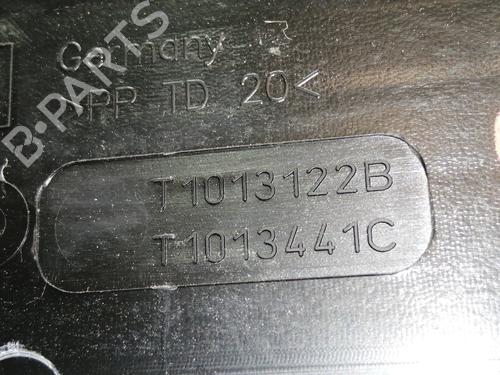 B-PARTS
Germany R
>PP TD 20<
T1013122B
T1013441C